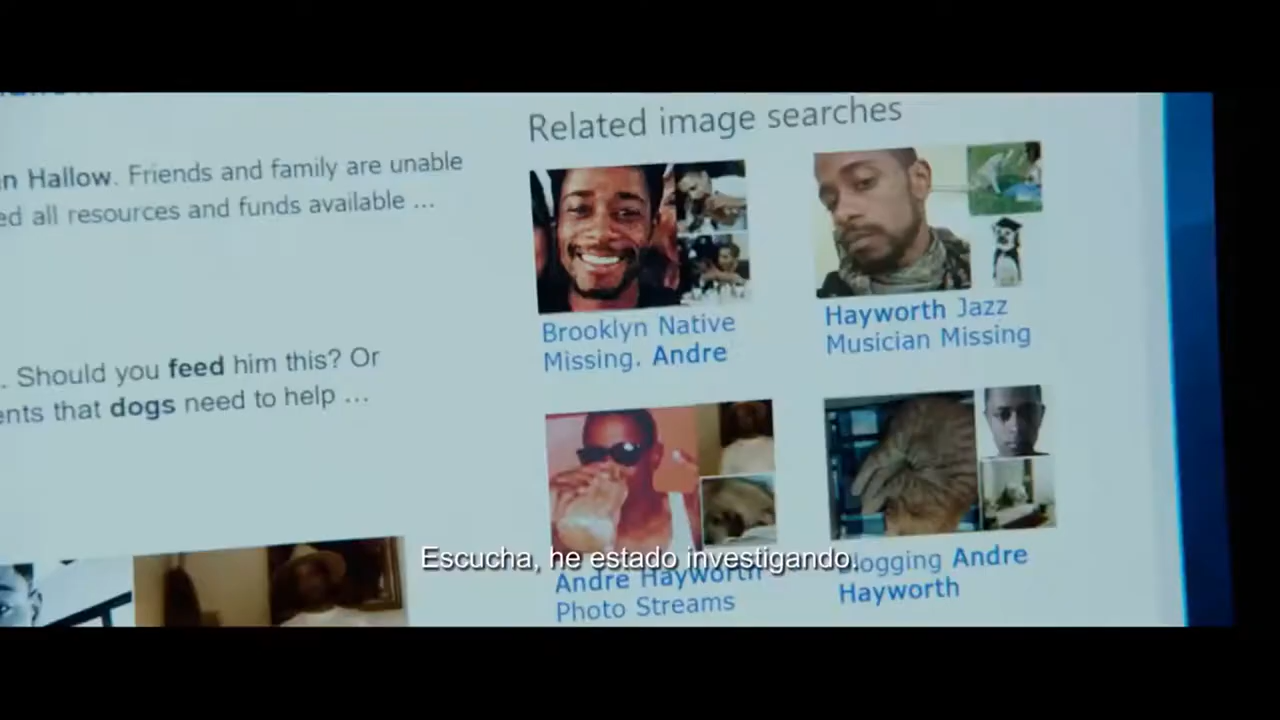 Related image searches
n Hallow. Friends and family are unable
ed all resources and funds available ...
Brooklyn Native
Missing. Andre
Hayworth Jazz
Musician Missing
. Should you feed him this? Or
ents that dogs need to help ...
Escucha, he estado investigando.
Andre Hayworth
Photo Streams
logging Andre
Hayworth